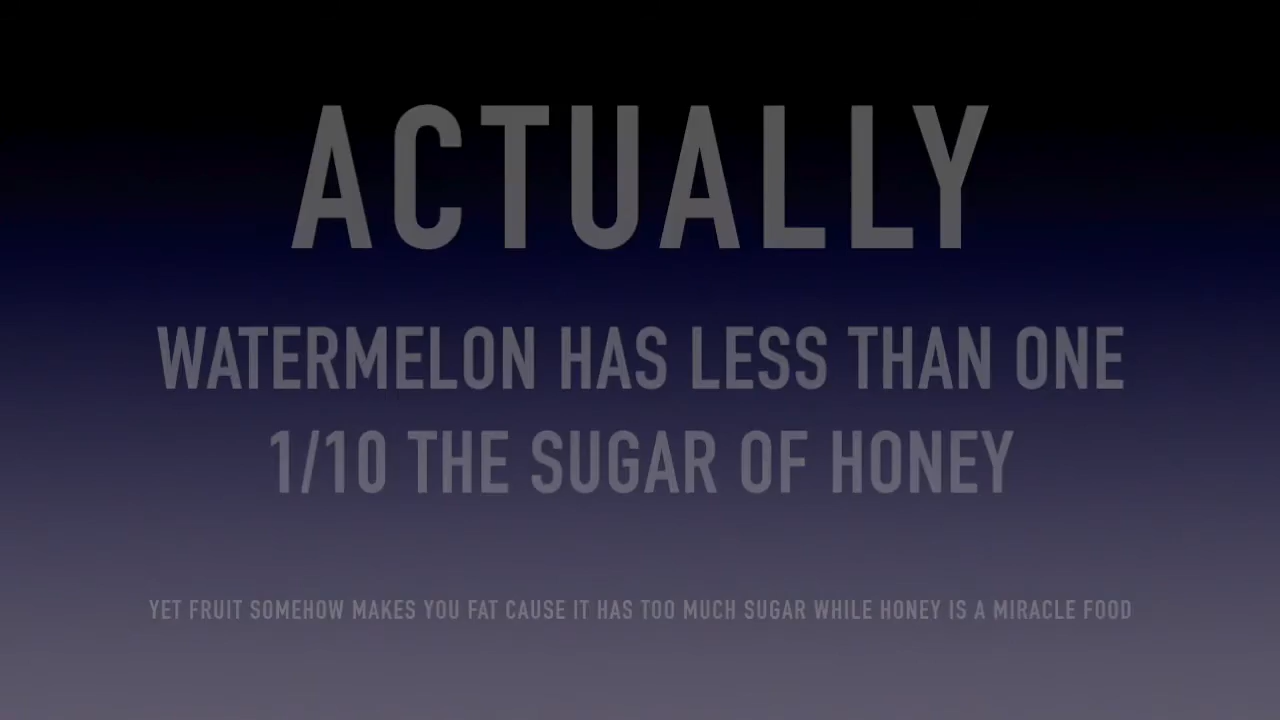 ACTUALLY
WATERMELON HAS LESS THAN ONE
1/10 THE SUGAR OF HONEY
YET FRUIT SOMEHOW MAKES YOU FAT CAUSE IT HAS TOO MUCH SUGAR WHILE HONEY IS A MIRACLE FOOD